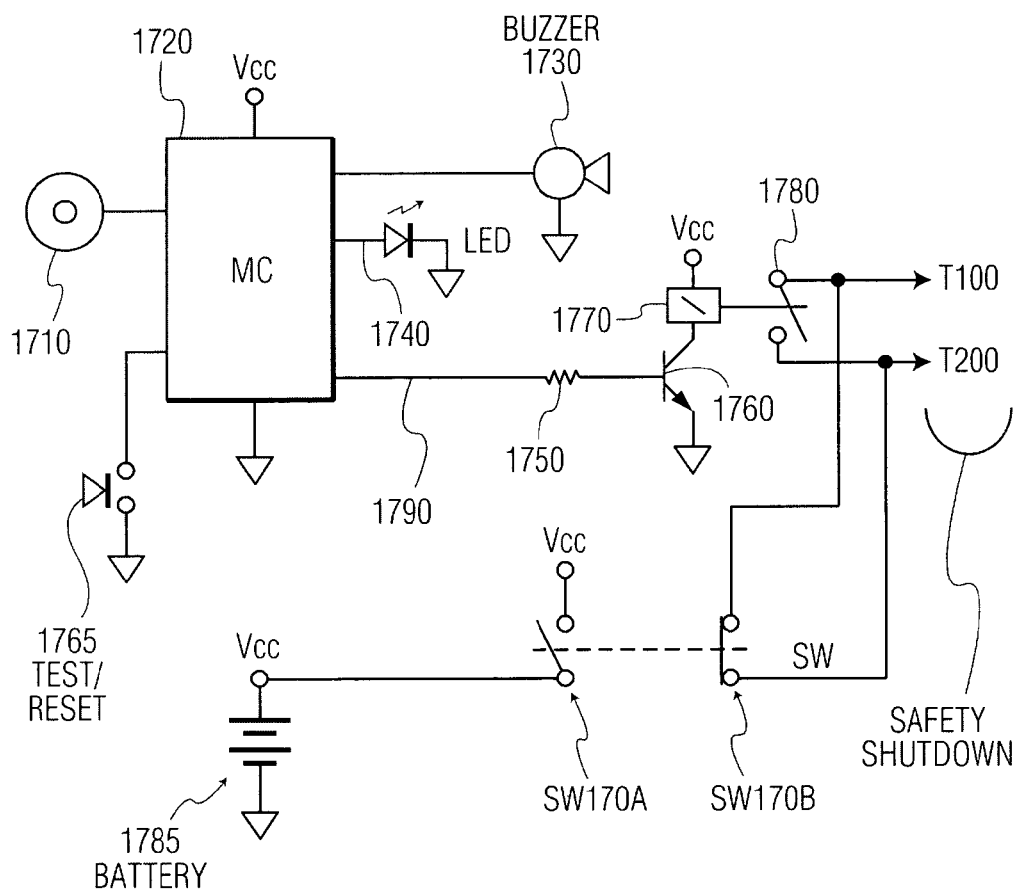 BUZZER
1730
1720
Vcc
1780
MC
LED
Vcc
T100
1770
1740
1710
T200
1760
1750
1790
Vcc
1765
TEST/
RESET
Vcc
SW
SAFETY
SHUTDOWN
SW170A
SW170B
1785
BATTERY